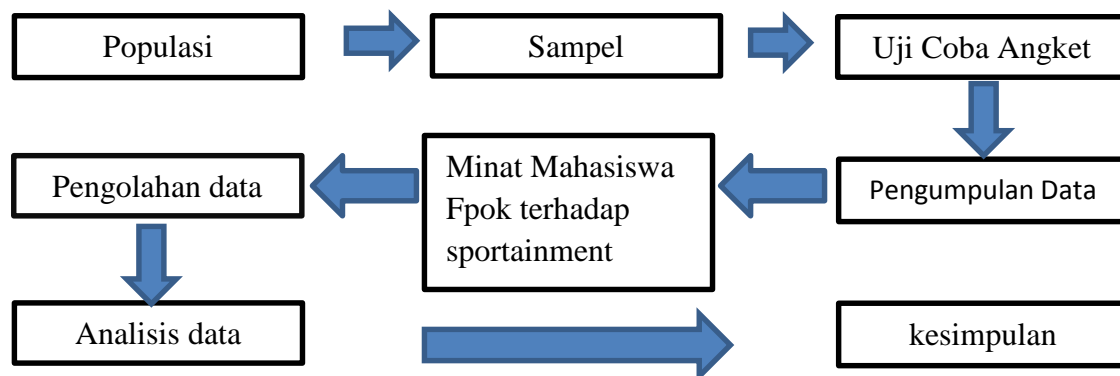 Populasi
Sampel
Uji Coba Angket
Pengolahan data
Minat Mahasiswa
Fpok terhadap
sportainment
Pengumpulan Data
Analisis data
kesimpulan